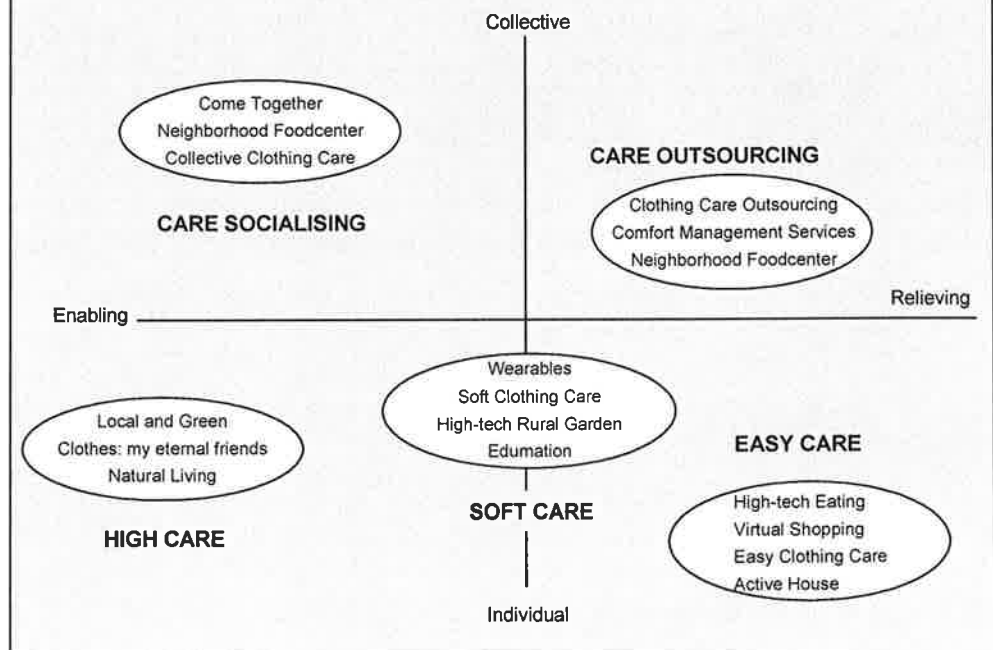 Collective
Come Together
Neighborhood Foodcenter
Collective Clothing Care
CARE SOCIALISING
CARE OUTSOURCING
Clothing Care Outsourcing
Comfort Management Services
Neighborhood Foodcenter
Enabling
Relieving
Wearables
Soft Clothing Care
High-tech Rural Garden
Edumation
SOFT CARE
Local and Green
Clothes: my eternal friends
Natural Living
HIGH CARE
EASY CARE
High-tech Eating
Virtual Shopping
Easy Clothing Care
Active House
Individual